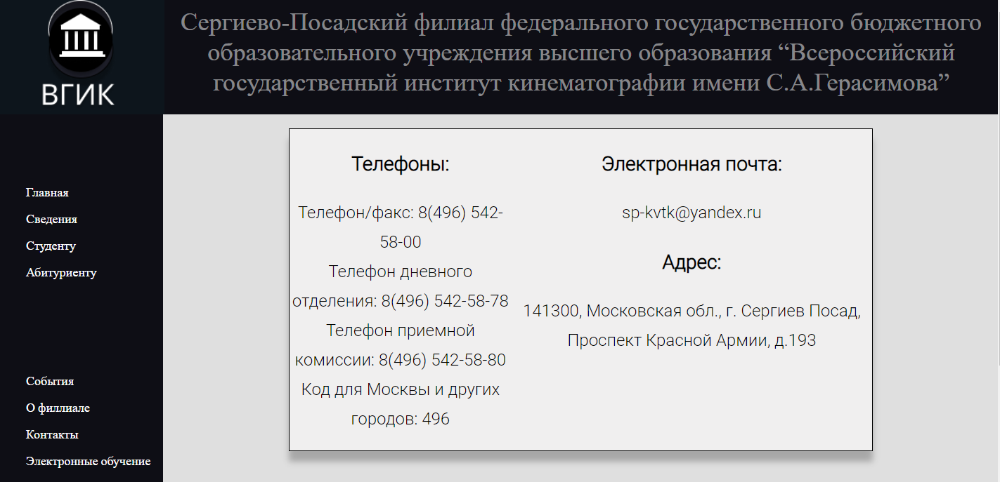 ВГИК
Сергиево-Посадский филиал федерального государственного бюджетного
образовательного учреждения высшего образования “Всероссийский
государственный институт кинематографии имени С.А.Герасимова”
Главная
Сведения
Студенту
Абитуриенту
События
О филлиале
Контакты
Электронные обучение
Телефоны:
Телефон/факс: 8(496) 542-
58-00
Телефон дневного
отделения: 8(496) 542-58-78
Телефон приемной
комиссии: 8(496) 542-58-80
Код для Москвы и других
городов: 496
Электронная почта:
sp-kvtk@yandex.ru
Адрес:
141300, Московская обл., г. Сергиев Посад,
Проспект Красной Армии, д.193